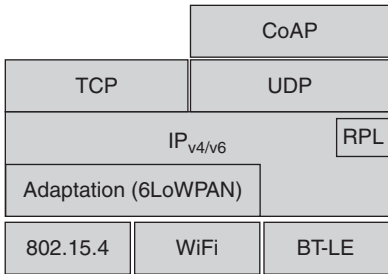 CoAP
TCP UDP
IPv4/v6 RPL
Adaptation (6LoWPAN)
802.15.4 WiFi BT-LE